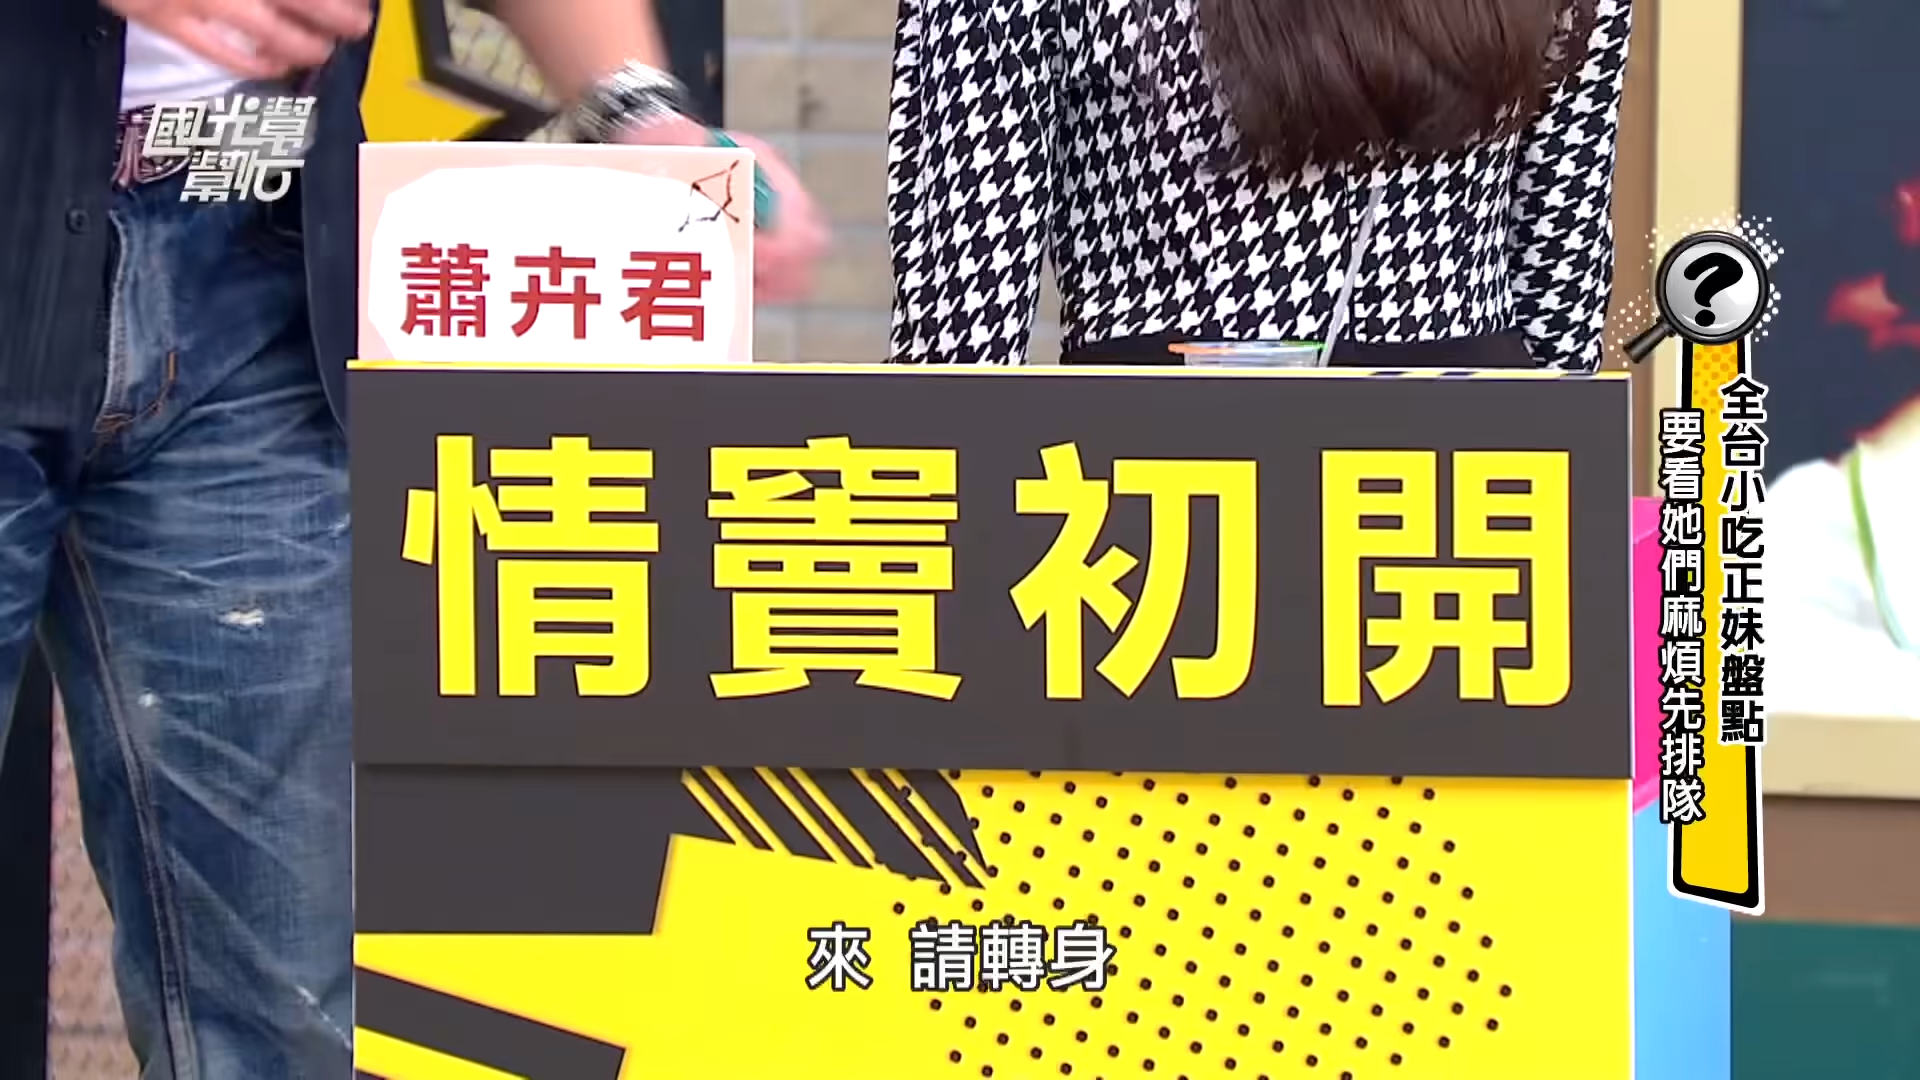 國光幫
幫忙
蕭卉君
情竇初開
全台小吃正妹盤點
要看她們麻煩先排隊
?
來 請轉身